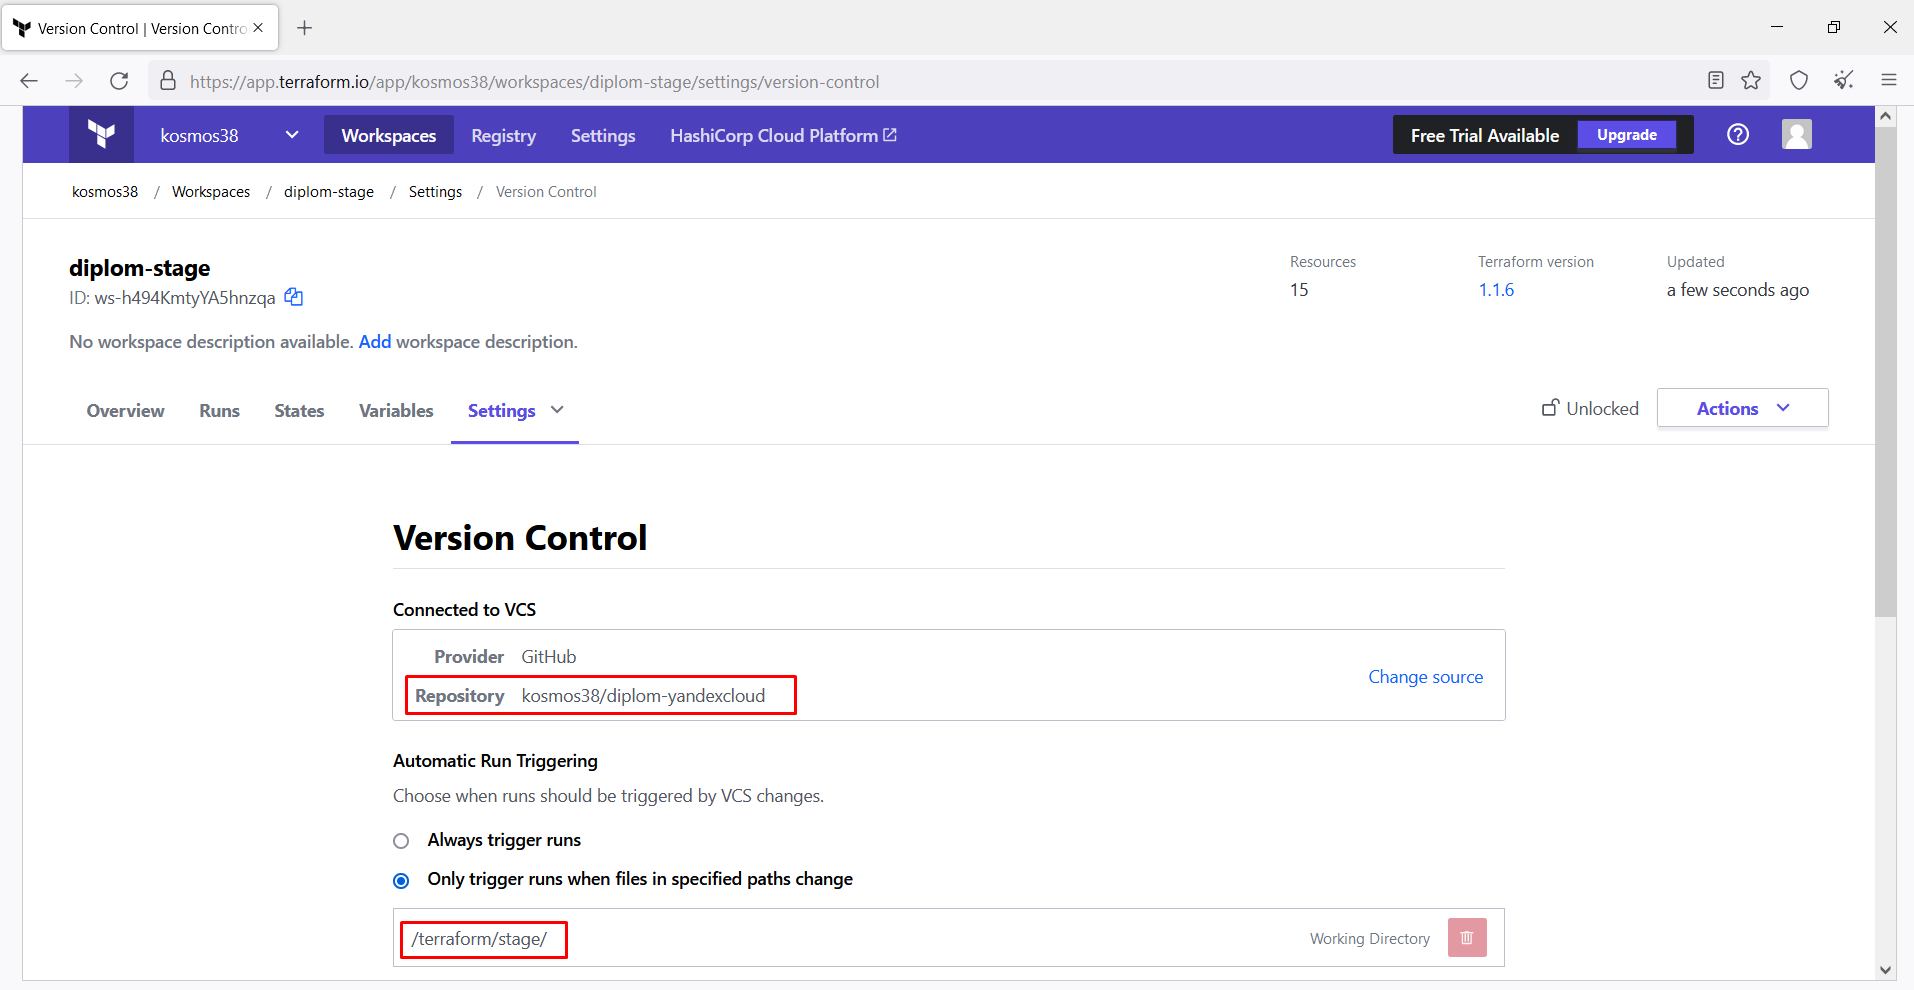 Version Control | Version Contro
https://app.terraform.io/app/kosmos38/workspaces/diplom-stage/settings/version-control
kosmos38 Workspaces Registry Settings HashiCorp Cloud Platform Free Trial Available Upgrade
kosmos38 / Workspaces / diplom-stage / Settings / Version Control
diplom-stage
ID: ws-h494KmtyYA5hnzqa
Resources Terraform version Updated
15 1.1.6 a few seconds ago
No workspace description available. Add workspace description.
Overview Runs States Variables Settings Unlocked Actions
Version Control
Connected to VCS
Provider GitHub
Repository kosmos38/diplom-yandexcloud
Change source
Automatic Run Triggering
Choose when runs should be triggered by VCS changes.
Always trigger runs
Only trigger runs when files in specified paths change
/terraform/stage/ Working Directory